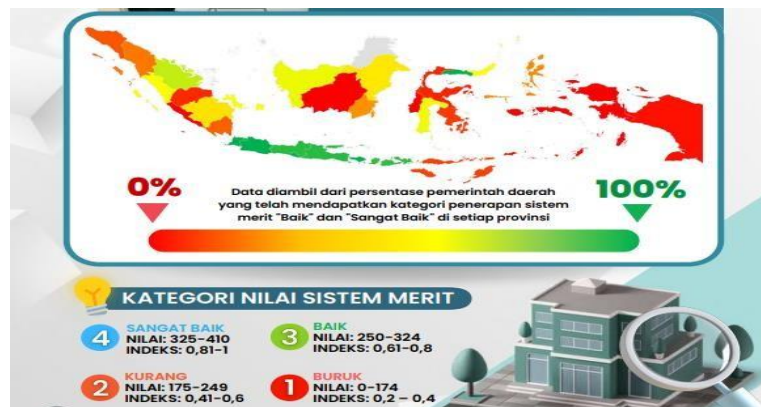 0%
100%
Data diambil dari persentase pemerintah daerah
yang telah mendapatkan kategori penerapan sistem
merit "Baik" dan "Sangat Baik" di setiap provinsi
KATEGORI NILAI SISTEM MERIT
4
SANGAT BAIK
NILAI: 325-410
INDEKS: 0,81-1
3
BAIK
NILAI: 250-324
INDEKS: 0,61-0,8
2
KURANG
NILAI: 175-249
INDEKS: 0,41-0,6
1
BURUK
NILAI: 0-174
INDEKS: 0,2 - 0,4